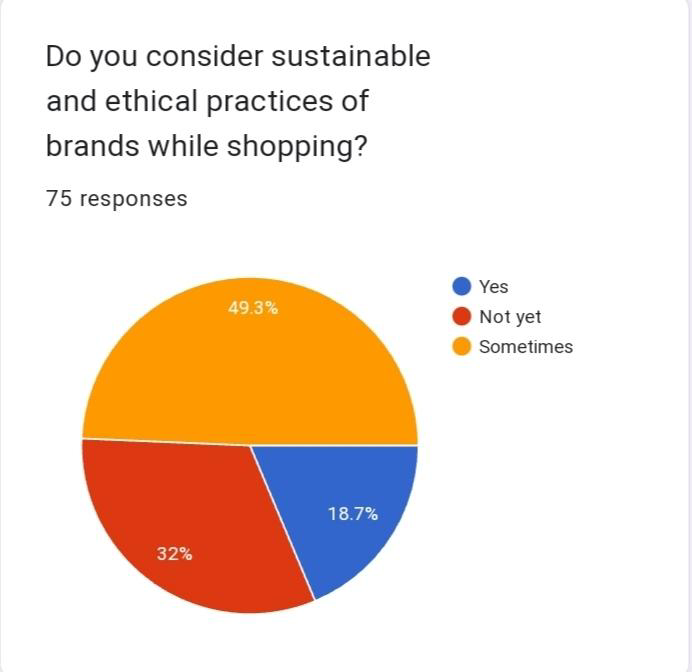 Do you consider sustainable
and ethical practices of
brands while shopping?
75 responses
Yes
Not yet
Sometimes
49.3%
18.7%
32%